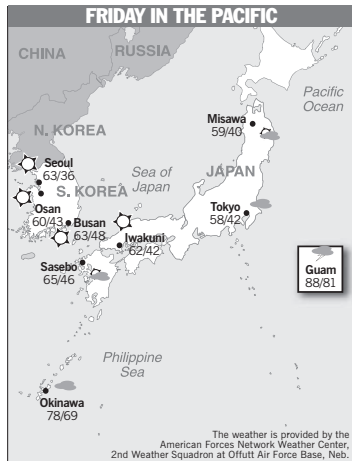 FRIDAY IN THE PACIFIC
CHINA
RUSSIA
Pacific
Ocean
Misawa
59/40
N. KOREA
Seoul
63/36
Sea of
Japan
JAPAN
S. KOREA
Osan
60/43
Busan
63/48
Tokyo
58/42
Iwakuni
62/42
Sasebo
65/46
Guam
88/81
Philippine
Sea
Okinawa
78/69
The weather is provided by the
American Forces Network Weather Center,
2nd Weather Squadron at Offutt Air Force Base, Neb.